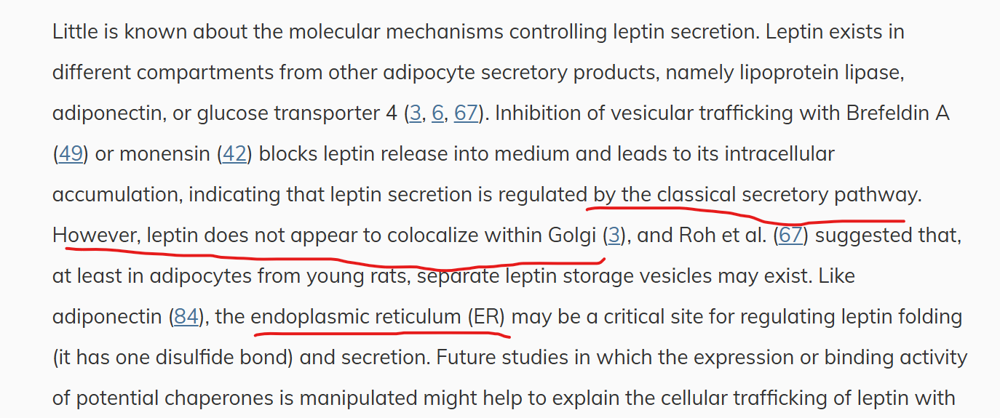 Little is known about the molecular mechanisms controlling leptin secretion. Leptin exists in
different compartments from other adipocyte secretory products, namely lipoprotein lipase,
adiponectin, or glucose transporter 4 (3, 6, 67). Inhibition of vesicular trafficking with Brefeldin A
(49) or monensin (42) blocks leptin release into medium and leads to its intracellular
accumulation, indicating that leptin secretion is regulated by the classical secretory pathway.
However, leptin does not appear to colocalize within Golgi (3), and Roh et al. (67) suggested that,
at least in adipocytes from young rats, separate leptin storage vesicles may exist. Like
adiponectin (84), the endoplasmic reticulum (ER) may be a critical site for regulating leptin folding
(it has one disulfide bond) and secretion. Future studies in which the expression or binding activity
of potential chaperones is manipulated might help to explain the cellular trafficking of leptin with